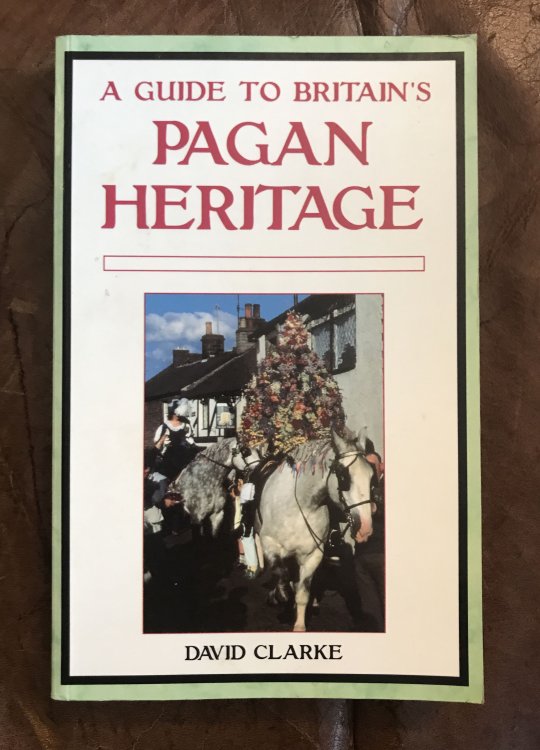 A GUIDE TO BRITAIN'S
PAGAN
HERITAGE
DAVID CLARKE